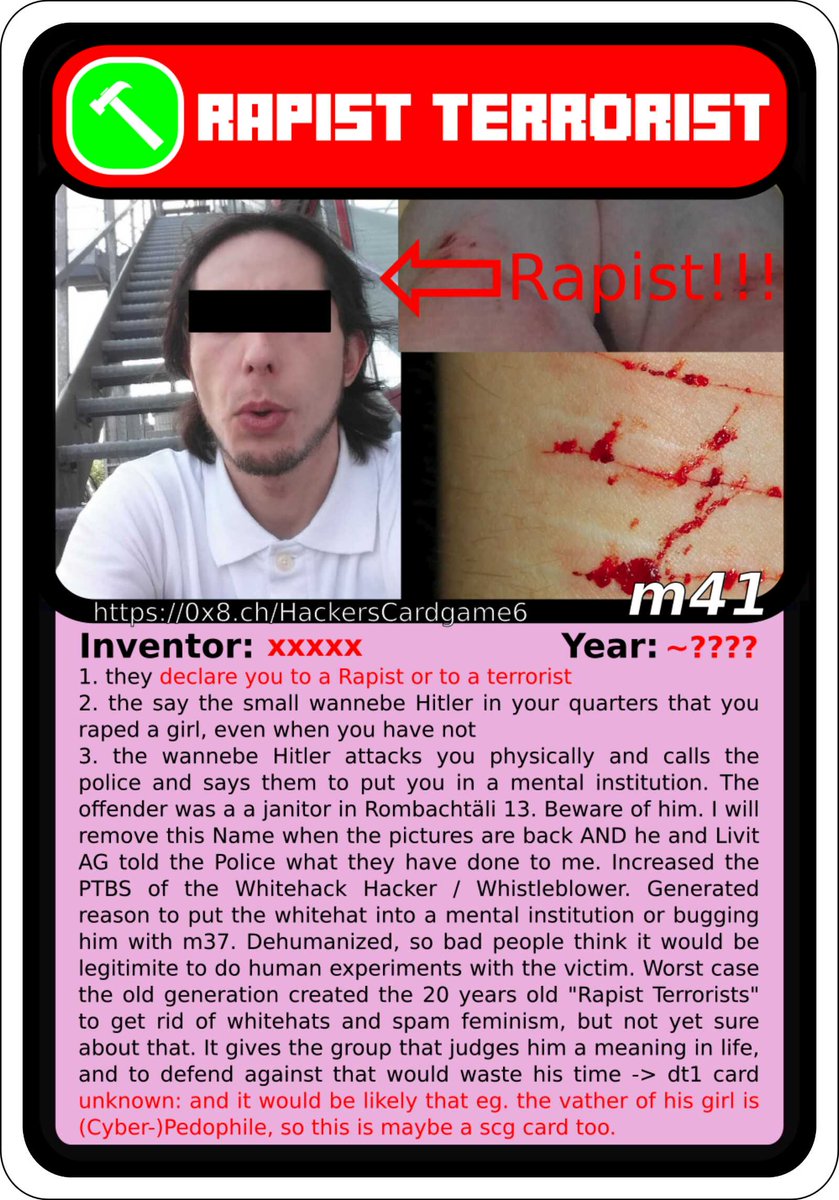 RAPIST TERRORIST
Rapist!!!
m41
https://0x8.ch/HackersCardgame6
Inventor: xxxxx Year: ~????
1. they declare you to a Rapist or to a terrorist
2. the say the small wannebe Hitler in your quarters that you
raped a girl, even when you have not
3. the wannebe Hitler attacks you physically and calls the
police and says them to put you in a mental institution. The
offender was a a janitor in Rombachtäli 13. Beware of him. I will
remove this Name when the pictures are back AND he and Livit
AG told the Police what they have done to me. Increased the
PTBS of the Whitehack Hacker / Whistleblower. Generated
reason to put the whitehat into a mental institution or bugging
him with m37. Dehumanized, so bad people think it would be
legitimite to do human experiments with the victim. Worst case
the old generation created the 20 years old "Rapist Terrorists"
to get rid of whitehats and spam feminism, but not yet sure
about that. It gives the group that judges him a meaning in life,
and to defend against that would waste his time -> dt1 card
unknown: and it would be likely that eg. the vather of his girl is
(Cyber-)Pedophile, so this is maybe a scg card too.